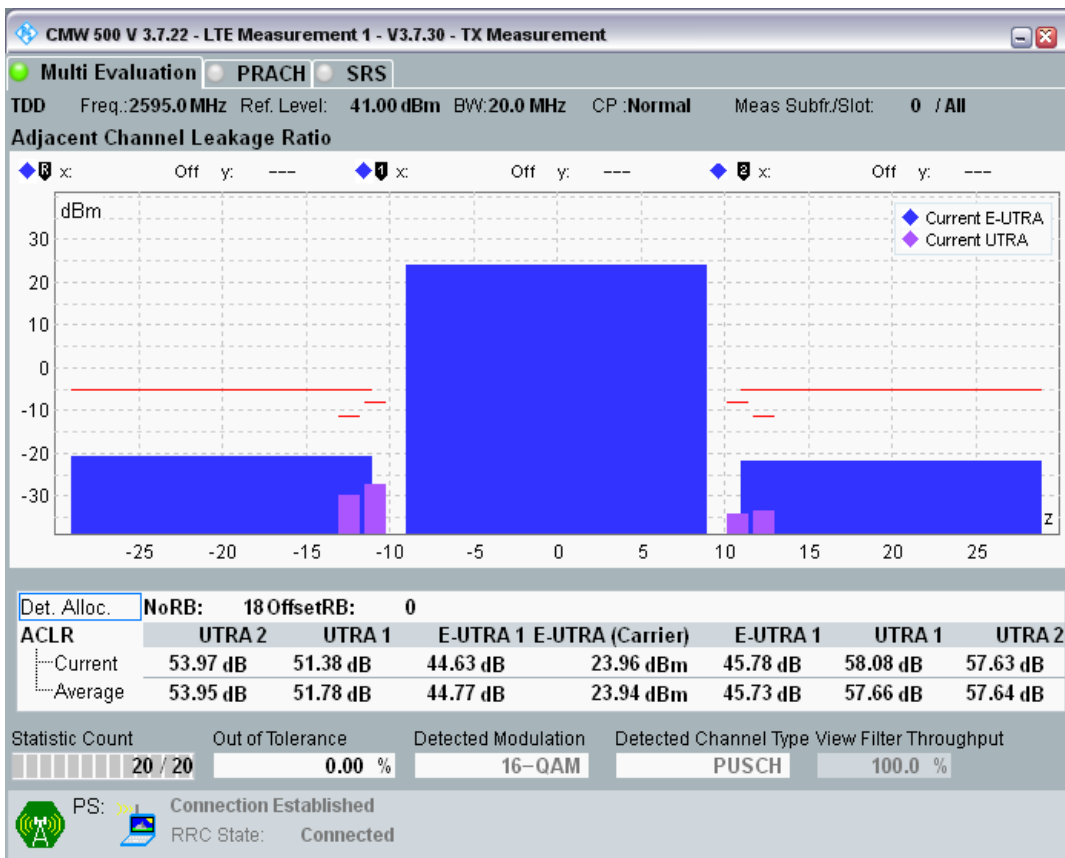 CMW 500 V 3.7.22 - LTE Measurement 1 - V3.7.30 - TX Measurement
Multi Evaluation PRACH SRS
TDD Freq.:2595.0 MHz Ref. Level: 41.00 dBm BW:20.0 MHz CP :Normal Meas Subfr./Slot: 0 / All
Adjacent Channel Leakage Ratio
R x: Off y: --- 1 x: Off y: --- 2 x: Off y: ---
dBm
Current E-UTRA
Current UTRA
30
20
10
0
-10
-20
-30
z
-25 -20 -15 -10 -5 0 5 10 15 20 25
Det. Alloc. NoRB: 18 OffsetRB: 0
ACLR UTRA 2 UTRA 1 E-UTRA 1 E-UTRA (Carrier) E-UTRA 1 UTRA 1 UTRA 2
Current 53.97 dB 51.38 dB 44.63 dB 23.96 dBm 45.78 dB 58.08 dB 57.63 dB
Average 53.95 dB 51.78 dB 44.77 dB 23.94 dBm 45.73 dB 57.66 dB 57.64 dB
Statistic Count Out of Tolerance Detected Modulation Detected Channel Type View Filter Throughput
20 / 20 0.00 % 16-QAM PUSCH 100.0 %
PS: Connection Established
RRC State: Connected